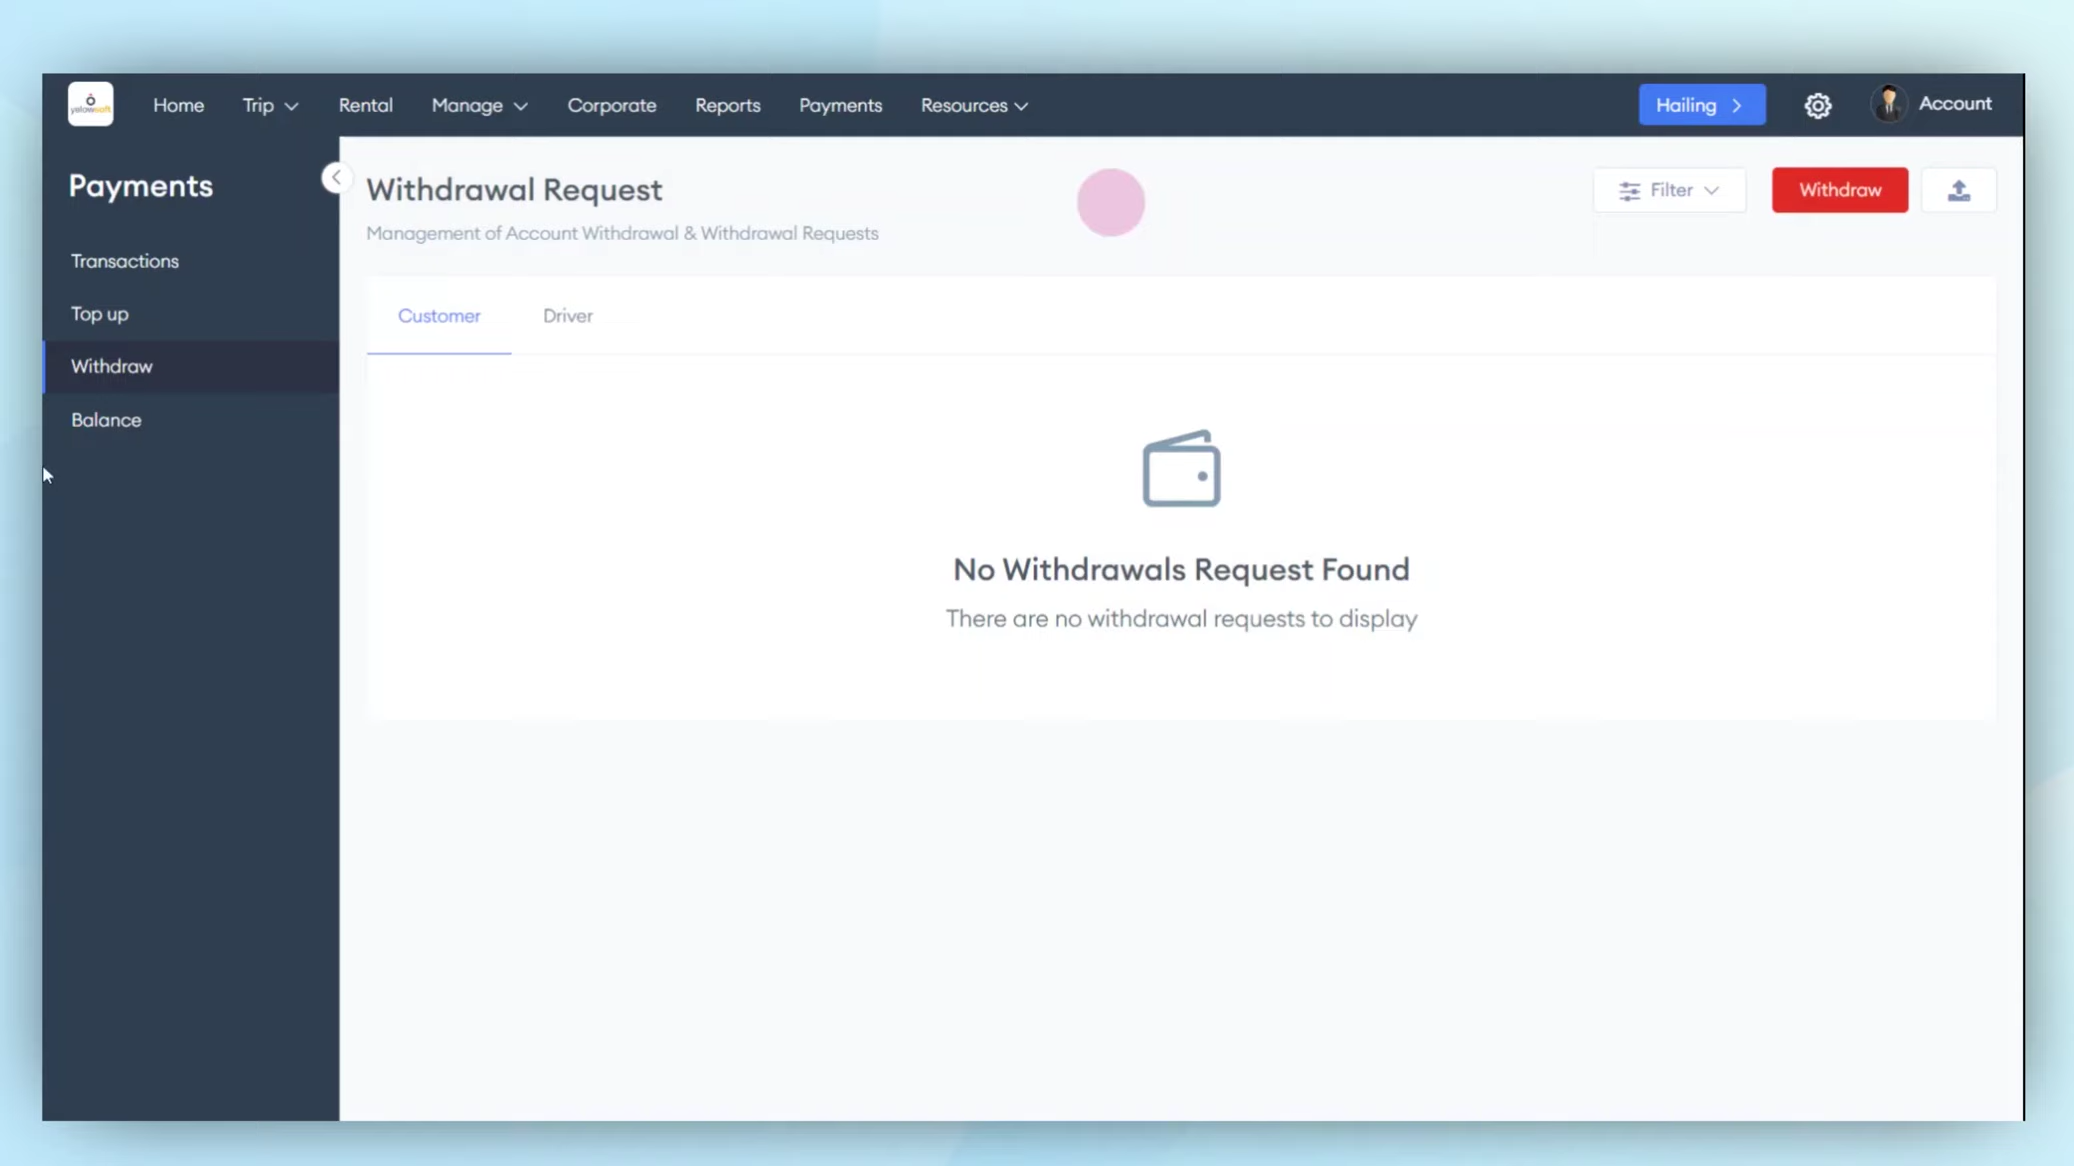 yelowsoft
Home
Trip
Rental
Manage
Corporate
Reports
Payments
Resources
Hailing
Account
Payments
Transactions
Top up
Withdraw
Balance
Withdrawal Request
Management of Account Withdrawal & Withdrawal Requests
Filter
Withdraw
Customer
Driver
No Withdrawals Request Found
There are no withdrawal requests to display